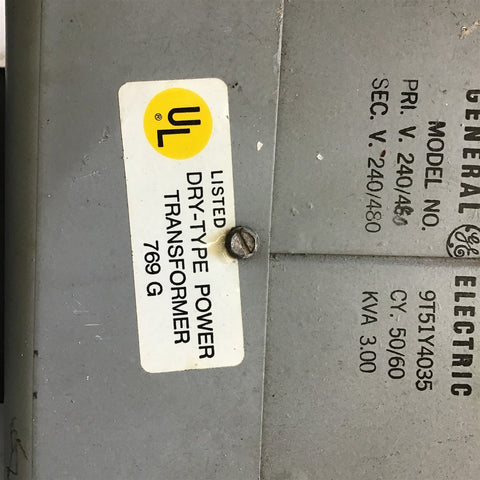 GENERAL GE ELECTRIC
MODEL NO. 9T51Y4035
PRI. V. 240/480 CY. 50/60
SEC. V. 240/480 KVA 3.00
UL ®
LISTED
DRY-TYPE POWER
TRANSFORMER
769 G